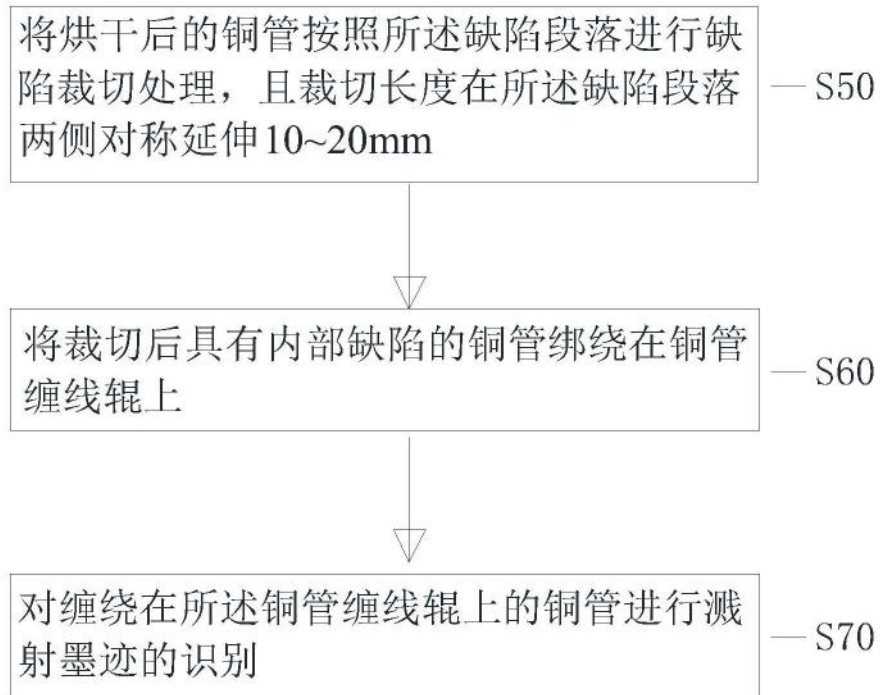 将烘干后的铜管按照所述缺陷段落进行缺
陷裁切处理，且裁切长度在所述缺陷段落
两侧对称延伸10~20mm
S50
将裁切后具有内部缺陷的铜管绑绕在铜管
缠线辊上
S60
对缠绕在所述铜管缠线辊上的铜管进行溅
射墨迹的识别
S70